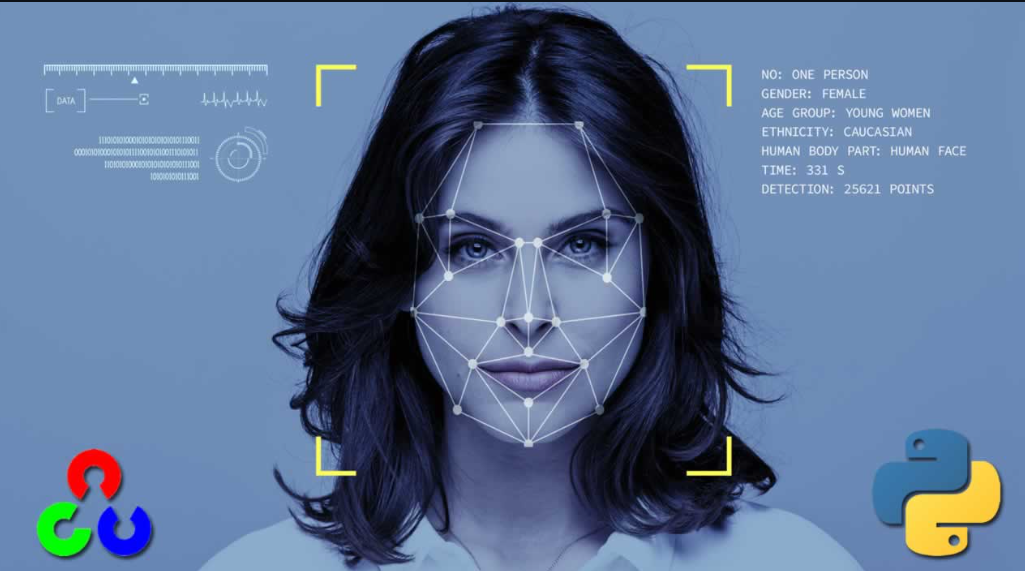 [DATA]
NO: ONE PERSON
GENDER: FEMALE
AGE GROUP: YOUNG WOMEN
ETHNICITY: CAUCASIAN
HUMAN BODY PART: HUMAN FACE
TIME: 331 S
DETECTION: 25621 POINTS